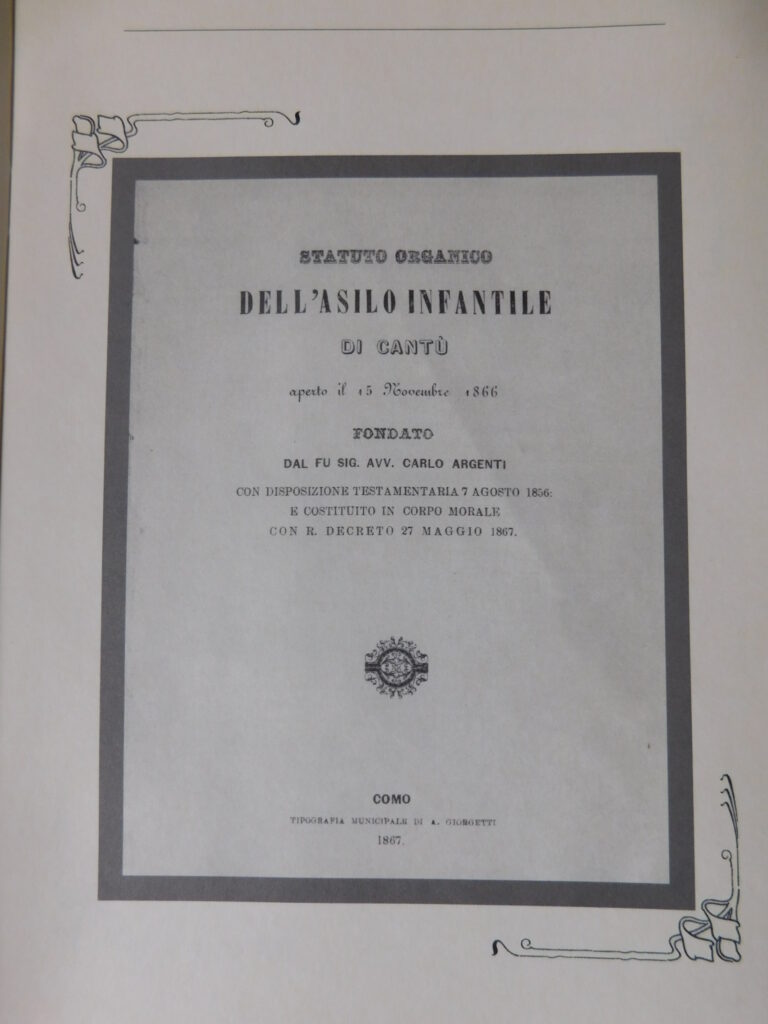 STATUTO ORGANICO
DELL'ASILO INFANTILE
DI CANTÙ
aperto il 15 Novembre 1866
FONDATO
DAL FU SIG. AVV. CARLO ARGENTI
CON DISPOSIZIONE TESTAMENTARIA 7 AGOSTO 1856:
E COSTITUITO IN CORPO MORALE
CON R. DECRETO 27 MAGGIO 1867.
COMO
TIPOGRAFIA MUNICIPALE DI A. GIORGETTI
1867.